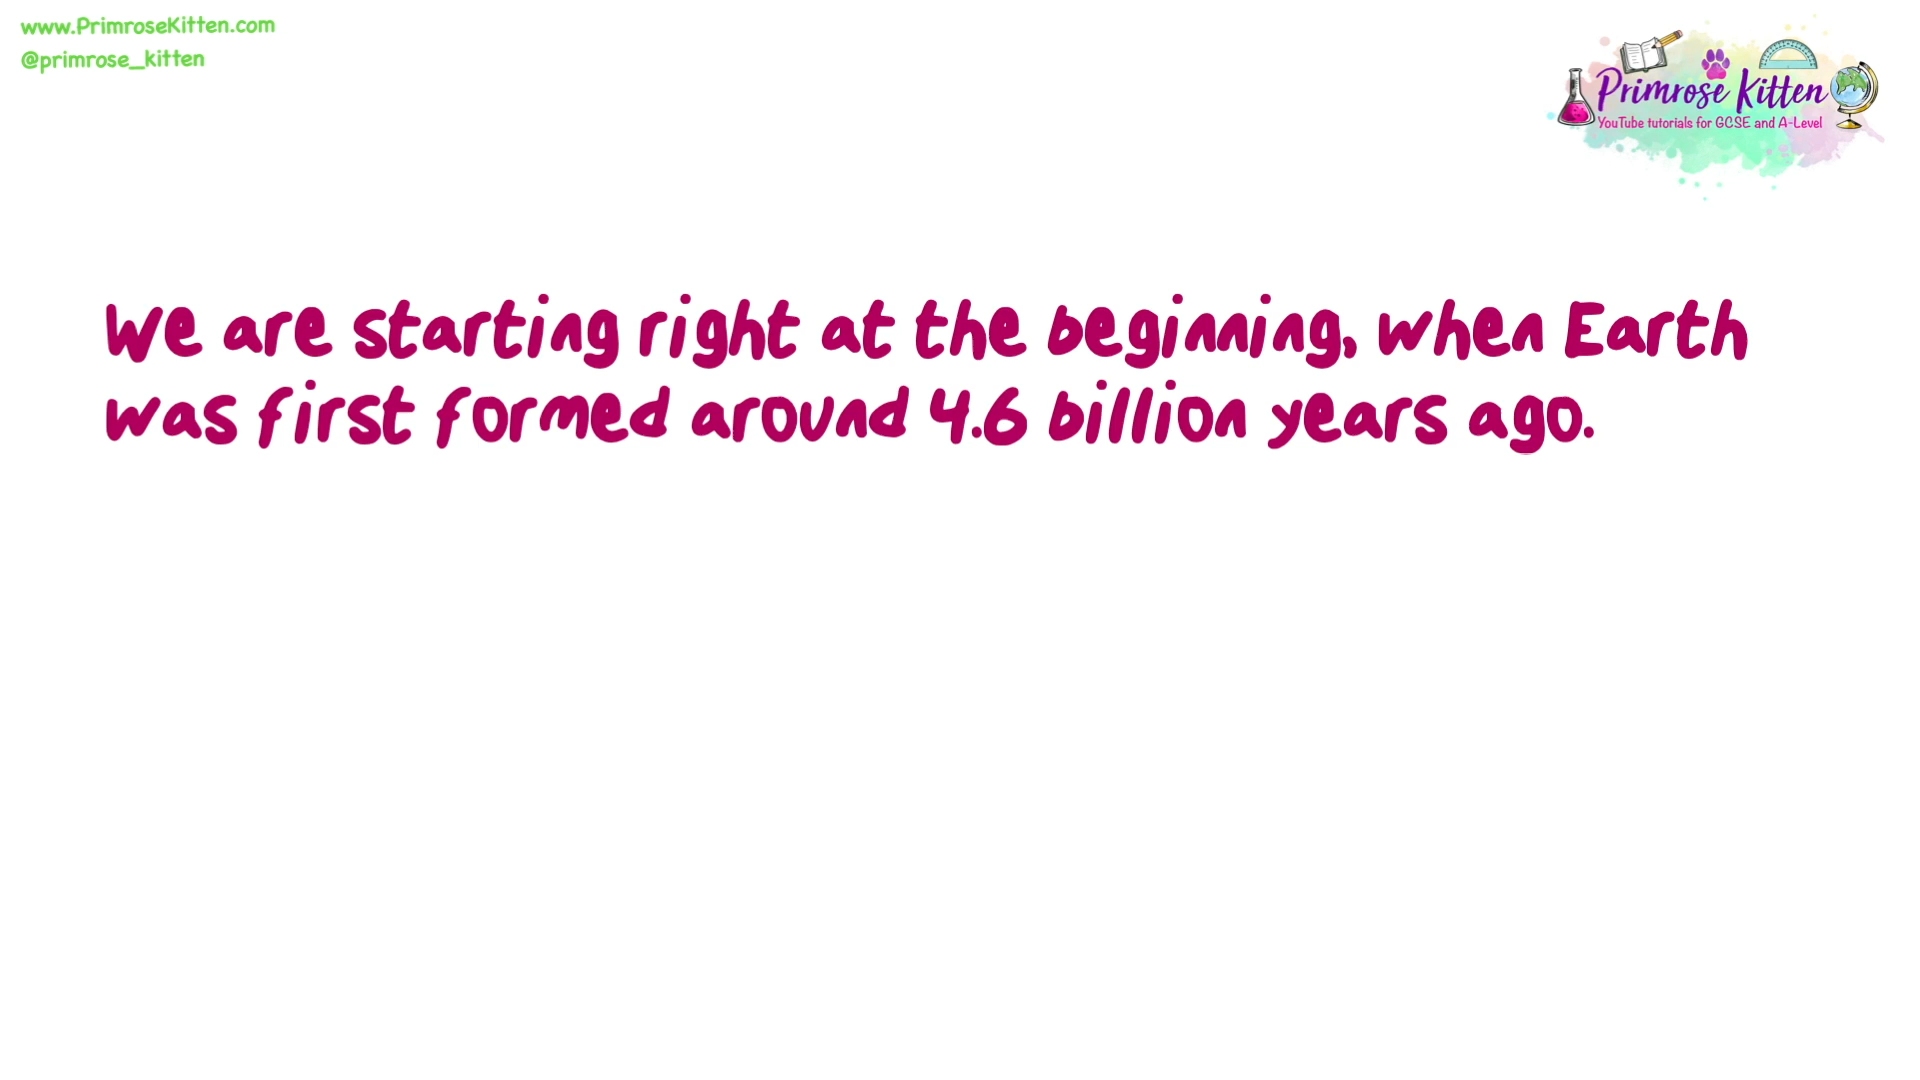 www.PrimroseKitten.com
@primrose_kitten
Primrose Kitten
YouTube tutorials for GCSE and A-Level
We are starting right at the beginning, when Earth
was first formed around 4.6 billion years ago.